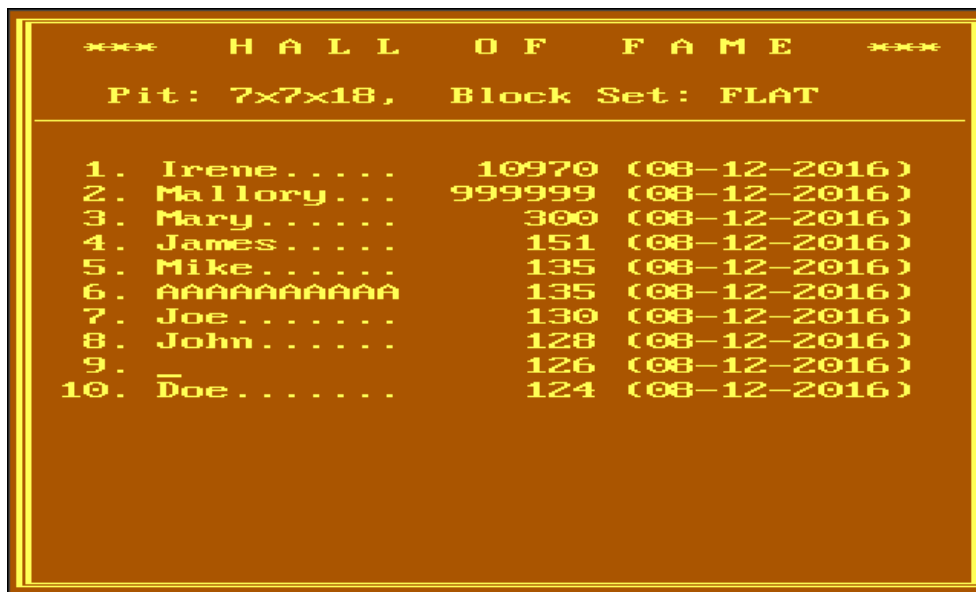 *** H A L L   O F   F A M E ***
Pit: 7x7x18, Block Set: FLAT
1. Irene..... 10970 (08-12-2016)
2. Mallory... 999999 (08-12-2016)
3. Mary...... 300 (08-12-2016)
4. James..... 151 (08-12-2016)
5. Mike...... 135 (08-12-2016)
6. AAAAAAAAAA 135 (08-12-2016)
7. Joe....... 130 (08-12-2016)
8. John...... 128 (08-12-2016)
9. _ 126 (08-12-2016)
10. Doe....... 124 (08-12-2016)